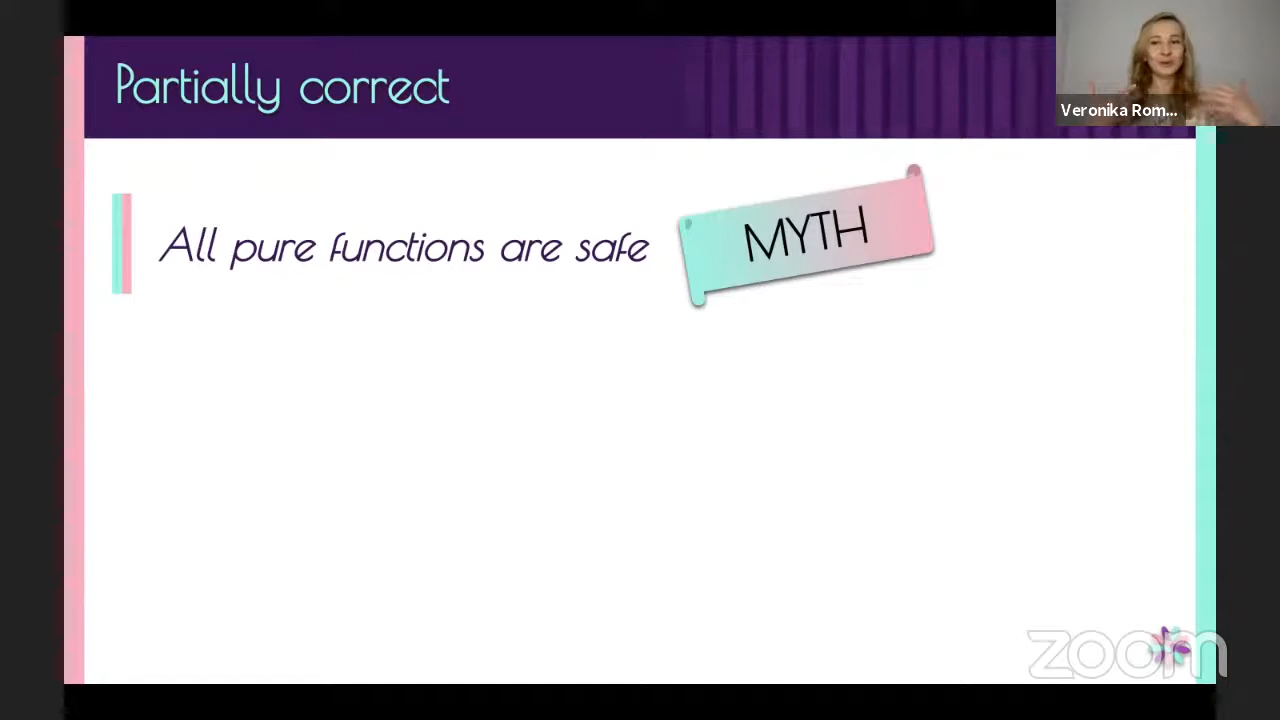 Partially correct
Veronika Rom...
All pure functions are safe
MYTH
zoom